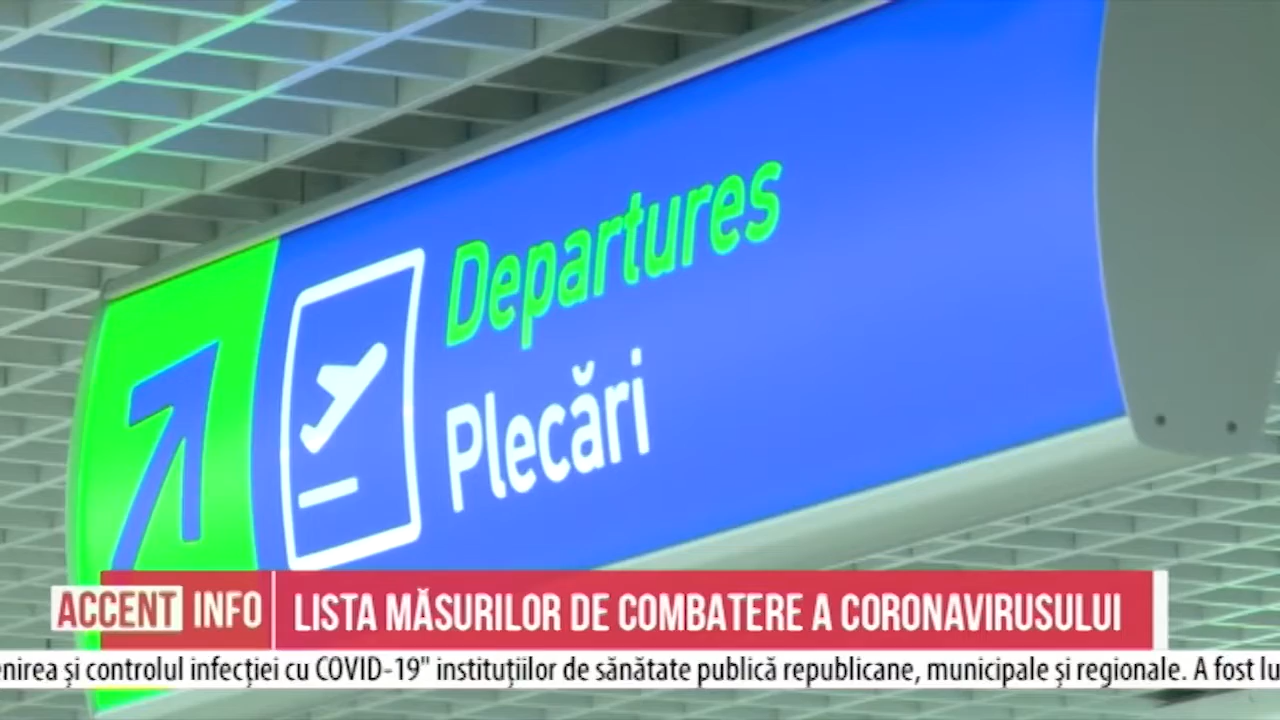 Departures
Plecări
ACCENT INFO
LISTA MĂSURILOR DE COMBATERE A CORONAVIRUSULUI
enirea și controlul infecției cu COVID-19" instituțiilor de sănătate publică republicane, municipale și regionale. A fost lu